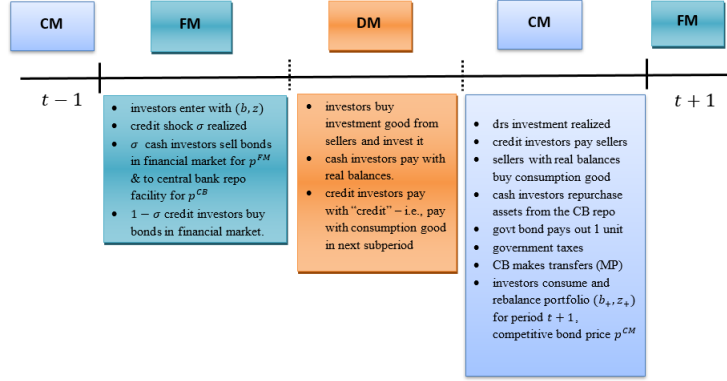 CM
FM
DM
CM
FM
t − 1
t + 1
• investors enter with (b, z)
• credit shock σ realized
• σ cash investors sell bonds
in financial market for p^FM
& to central bank repo
facility for p^CB
• 1 − σ credit investors buy
bonds in financial market.
• investors buy
investment good from
sellers and invest it
• cash investors pay with
real balances.
• credit investors pay
with “credit” – i.e., pay
with consumption good
in next subperiod
• drs investment realized
• credit investors pay sellers
• sellers with real balances
buy consumption good
• cash investors repurchase
assets from the CB repo
• govt bond pays out 1 unit
• government taxes
• CB makes transfers (MP)
• investors consume and
rebalance portfolio (b₊, z₊)
for period t + 1,
competitive bond price p^CM